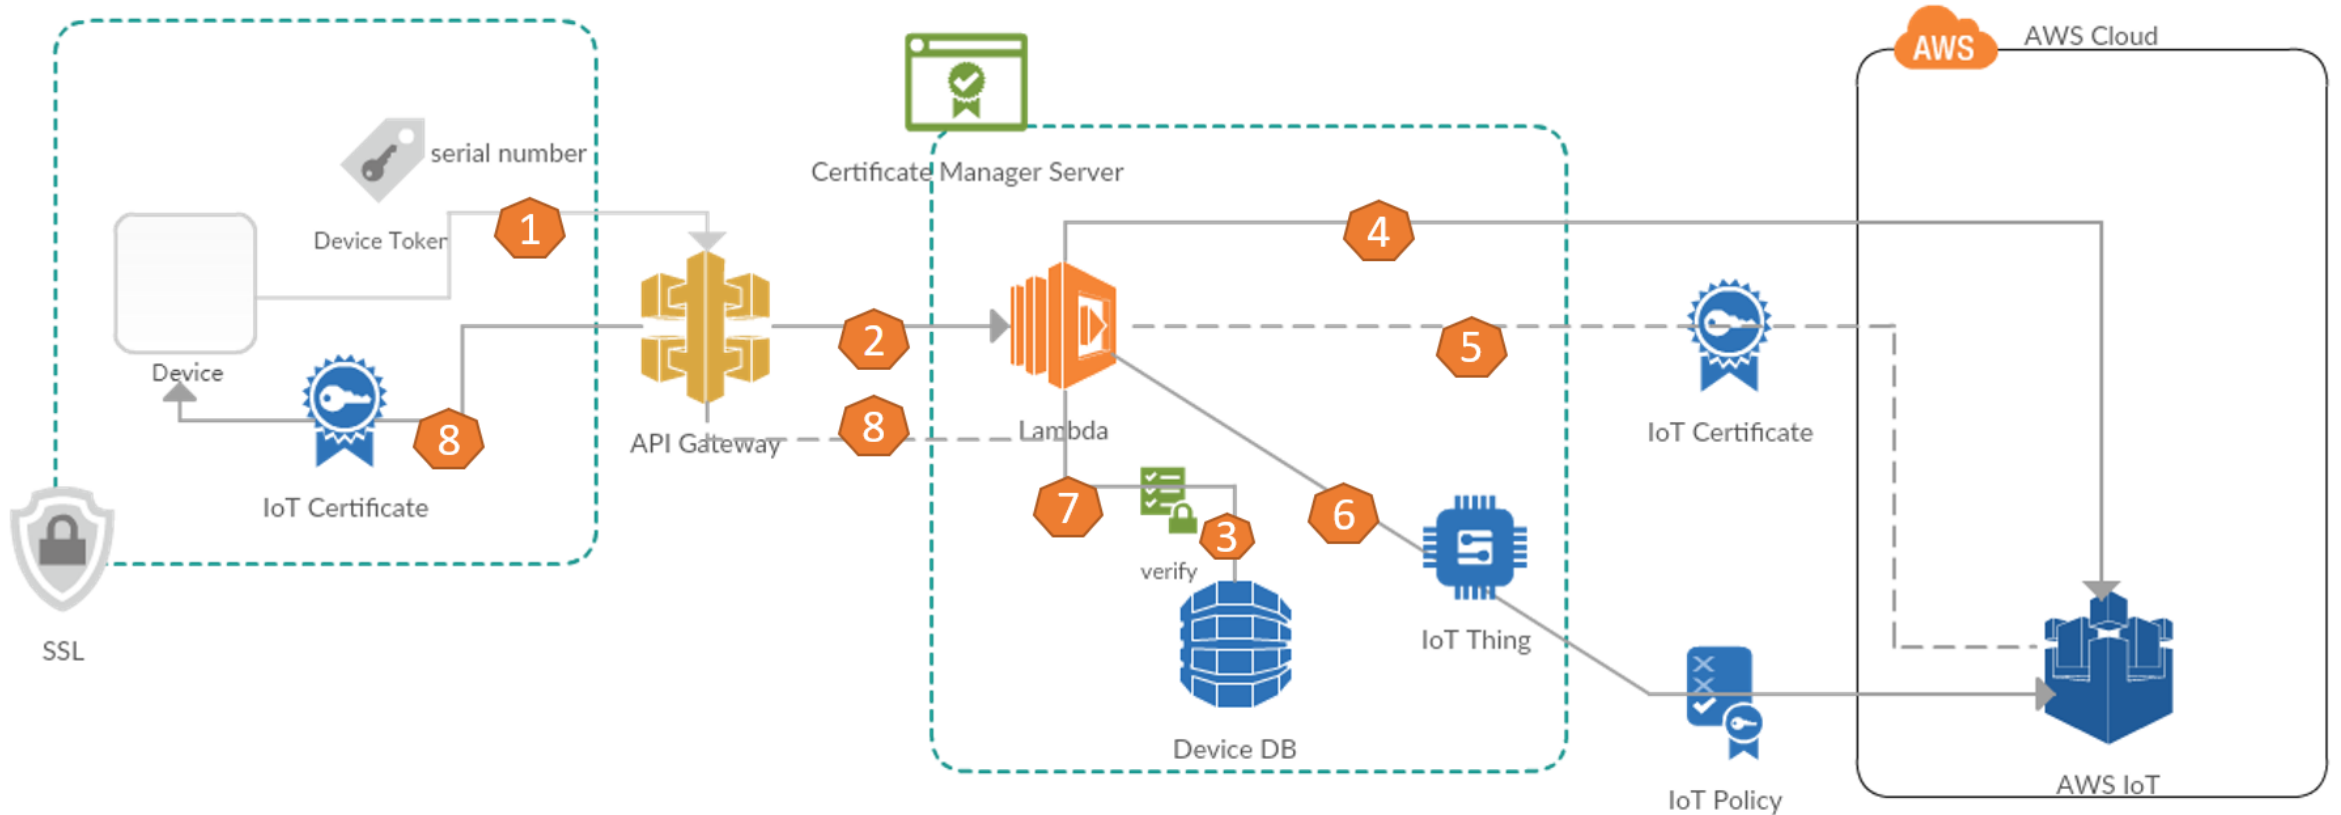 AWS
AWS Cloud
serial number
Certificate Manager Server
Device Token
1
4
2
5
Device
8
Lambda
IoT Certificate
API Gateway
8
IoT Certificate
7
3
6
verify
IoT Thing
SSL
Device DB
AWS IoT
IoT Policy